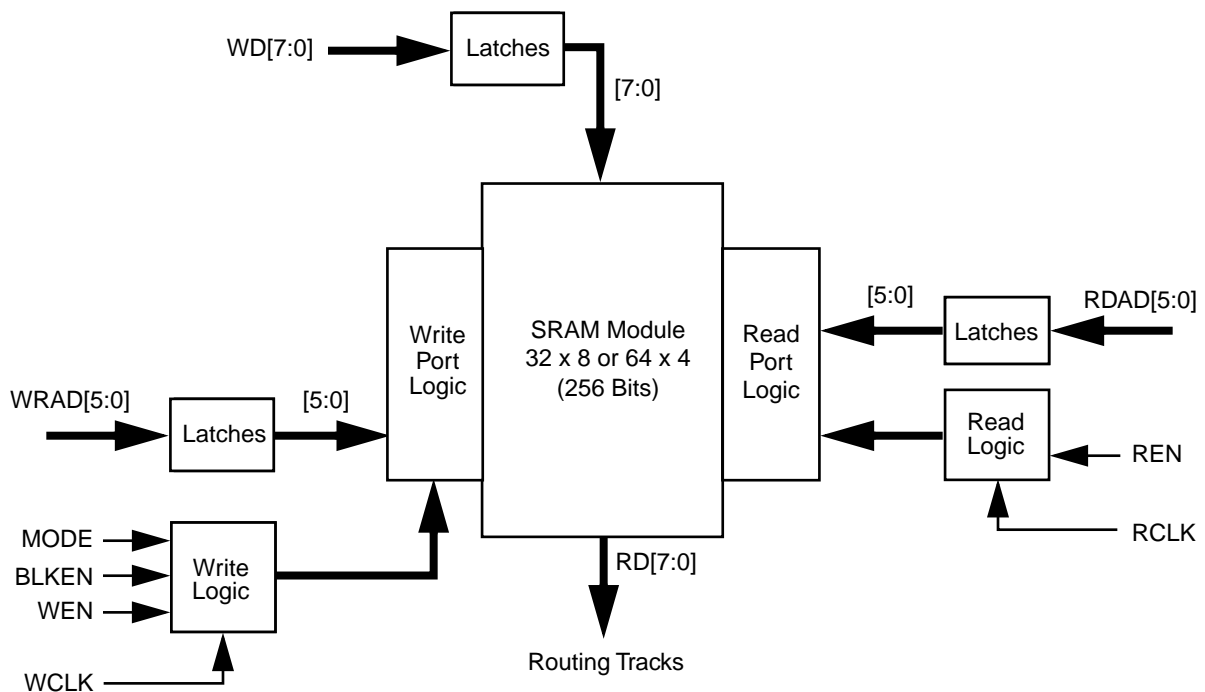 WD[7:0]
Latches
[7:0]
Write
Port
Logic
SRAM Module
32 x 8 or 64 x 4
(256 Bits)
Read
Port
Logic
[5:0]
RDAD[5:0]
Latches
WRAD[5:0]
[5:0]
Latches
Read
Logic
REN
RCLK
MODE
BLKEN
WEN
WCLK
Write
Logic
RD[7:0]
Routing Tracks